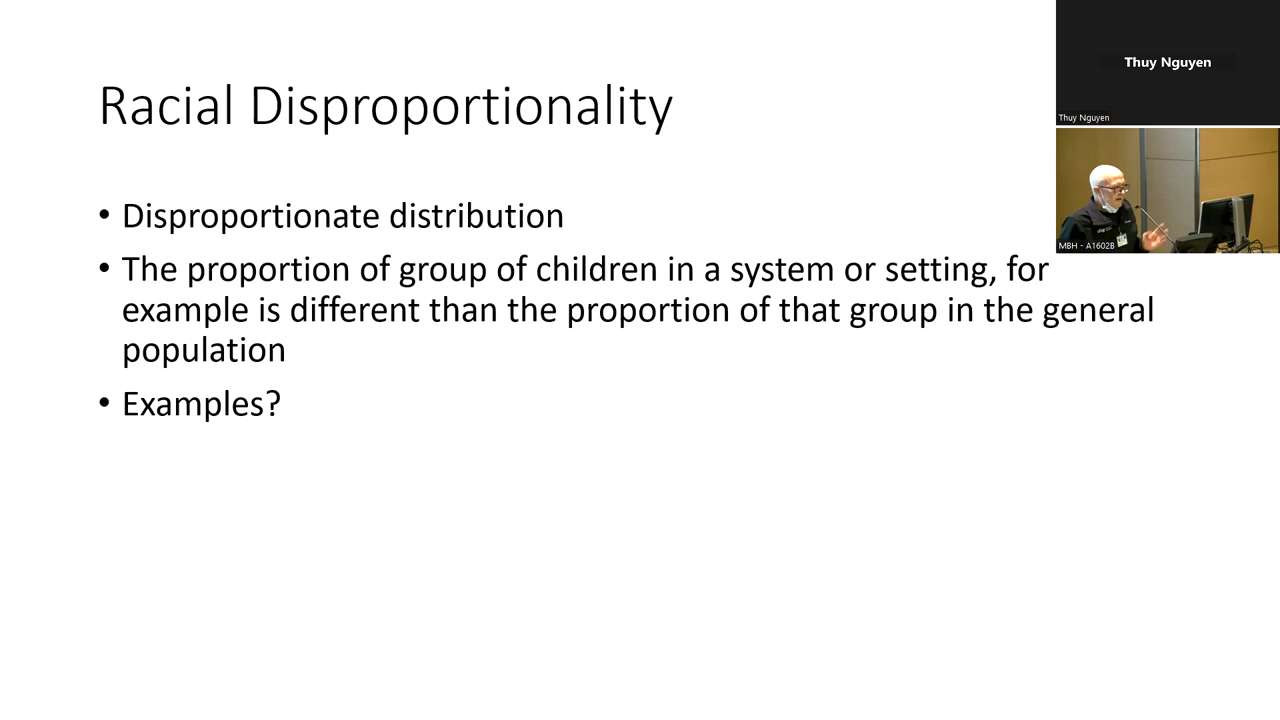 Racial Disproportionality
• Disproportionate distribution
• The proportion of group of children in a system or setting, for
example is different than the proportion of that group in the general
population
• Examples?
Thuy Nguyen
Thuy Nguyen
MBH - A1602B